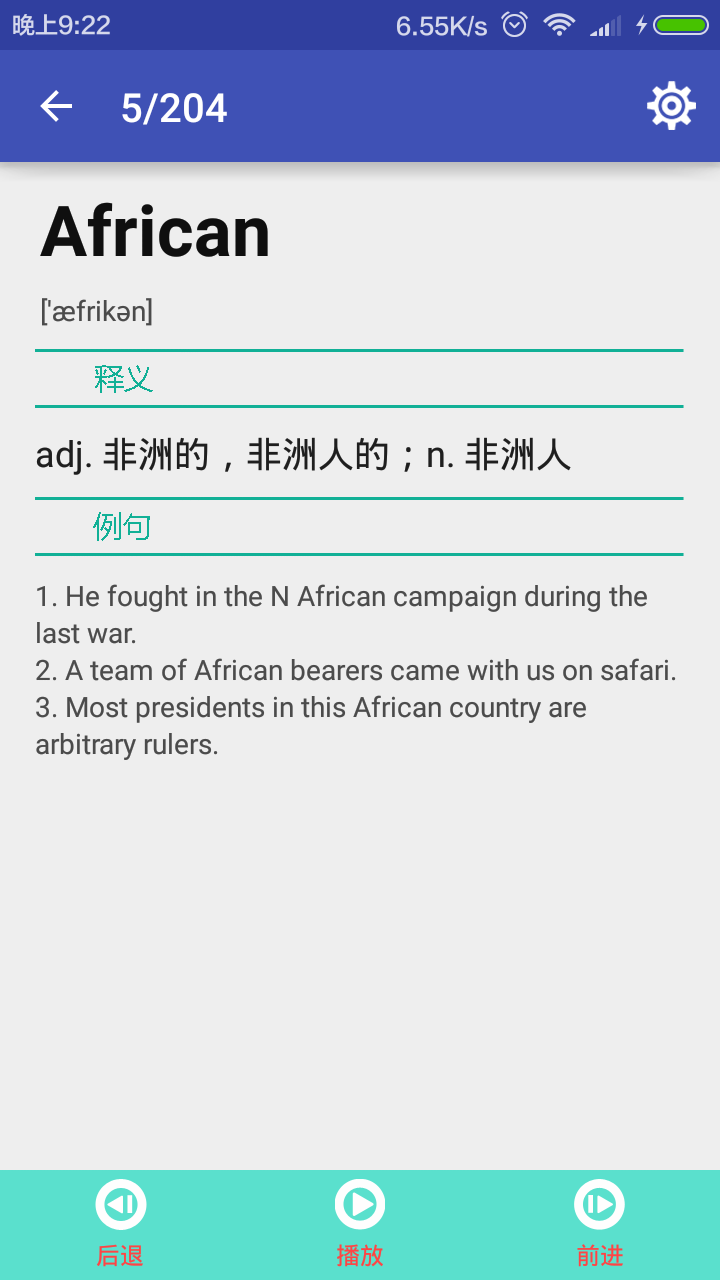 晚上9:22 6.55K/s
5/204
African
['æfrikən]
释义
adj. 非洲的，非洲人的；n. 非洲人
例句
1. He fought in the N African campaign during the
last war.
2. A team of African bearers came with us on safari.
3. Most presidents in this African country are
arbitrary rulers.
后退 播放 前进